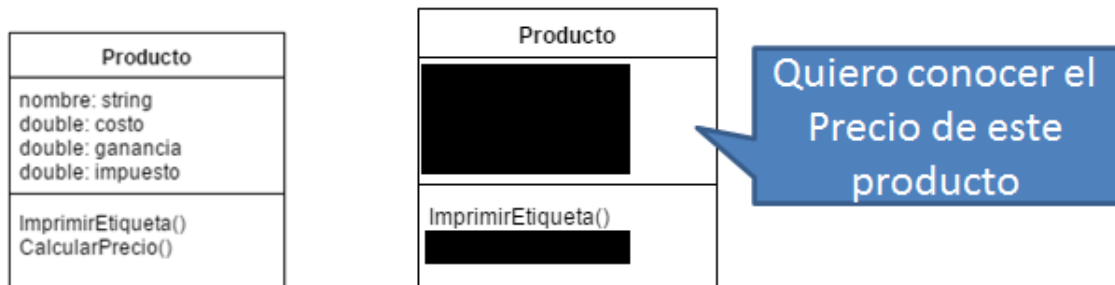 Producto
nombre: string
double: costo
double: ganancia
double: impuesto
ImprimirEtiqueta()
CalcularPrecio()
Producto
ImprimirEtiqueta()
Quiero conocer el
Precio de este
producto